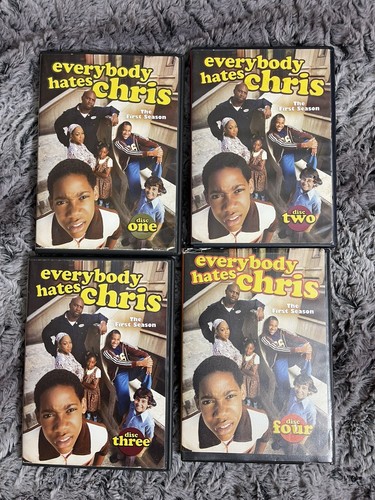 everybody
hates chris
The
First Season
disc
one
everybody
hates chris
The
First Season
disc
two
everybody
hates chris
The
First Season
disc
three
everybody
hates chris
The
First Season
disc
four